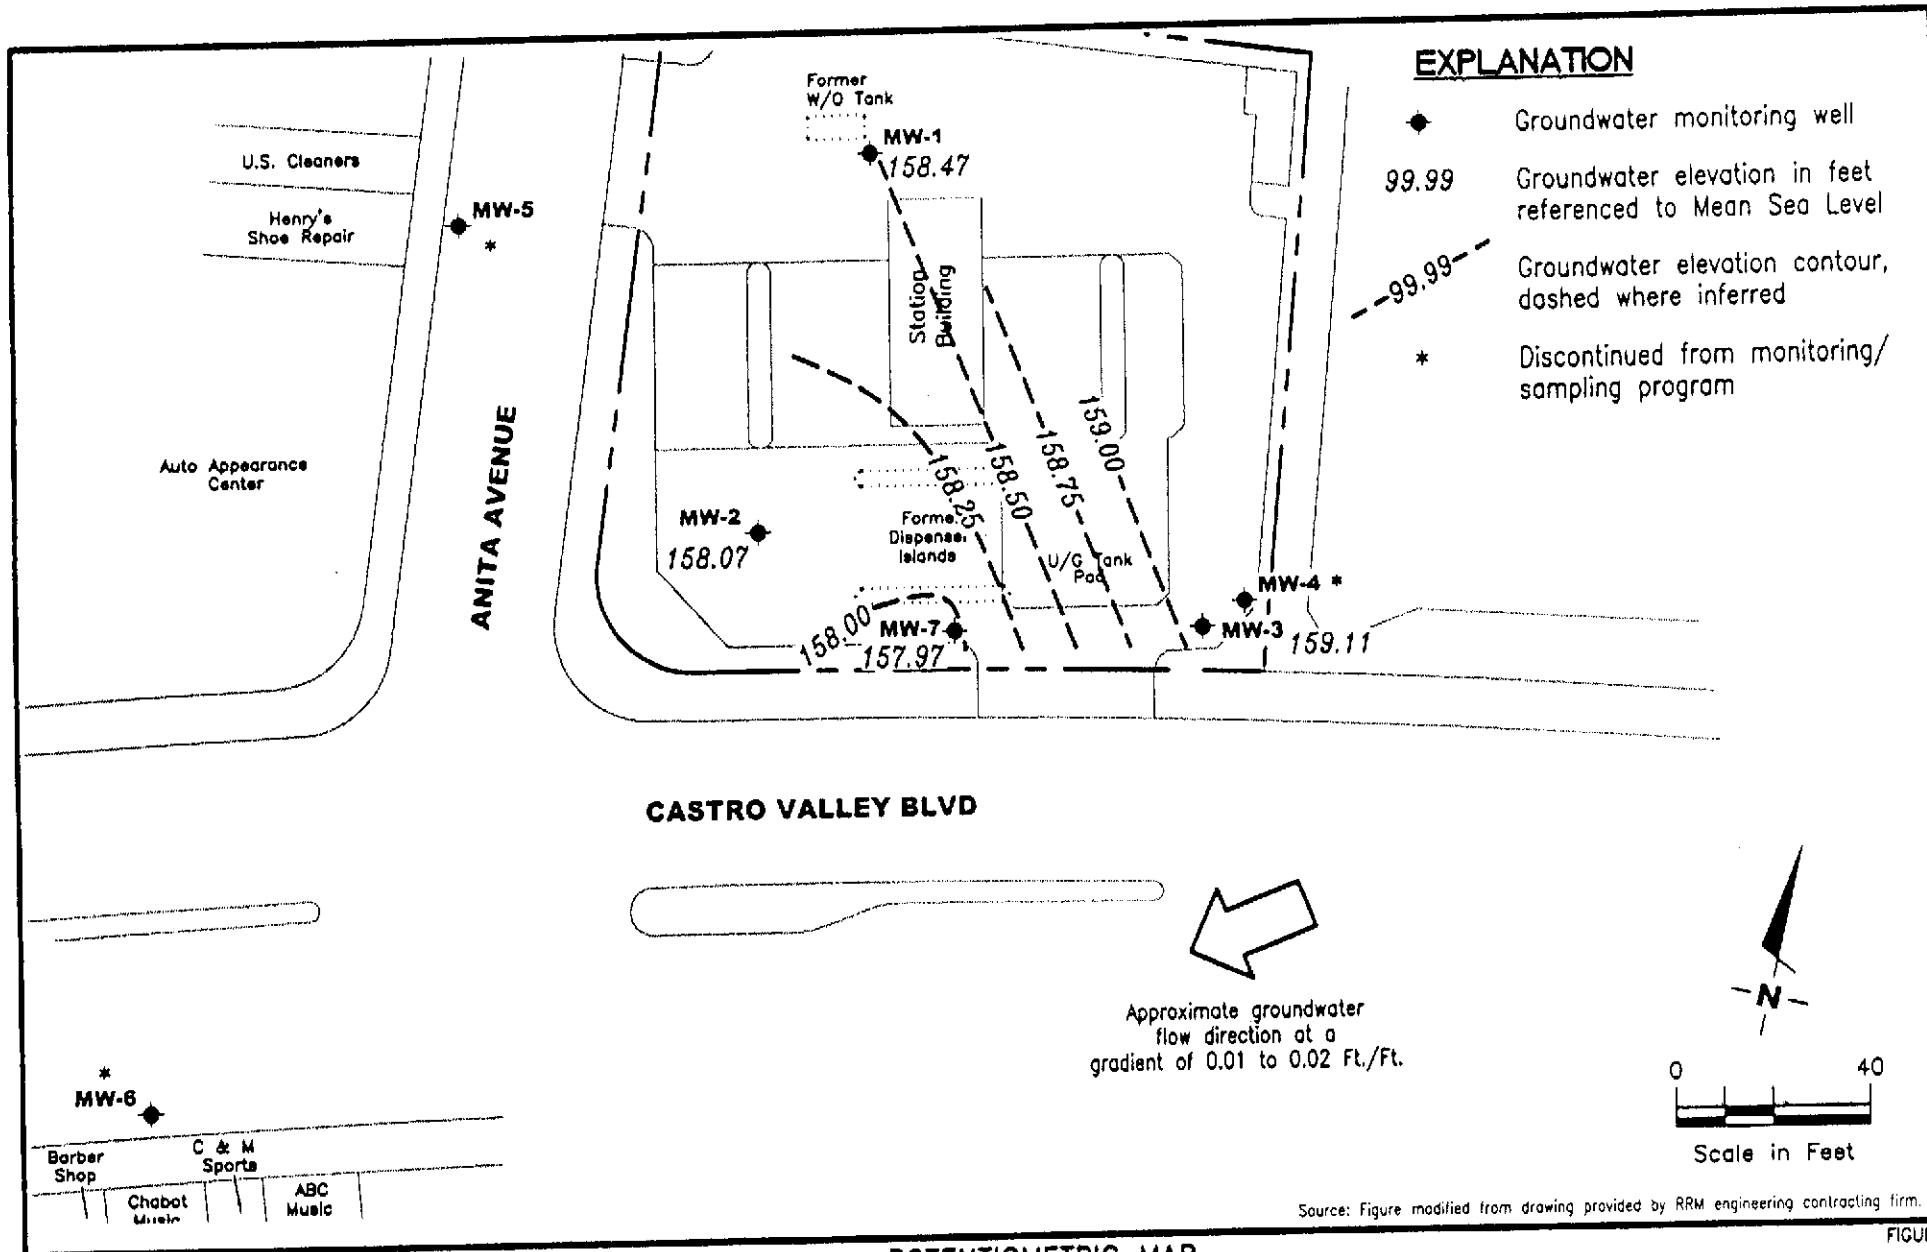 EXPLANATION
Groundwater monitoring well
99.99
Groundwater elevation in feet
referenced to Mean Sea Level
99.99
Groundwater elevation contour,
dashed where inferred
*
Discontinued from monitoring/
sampling program
Former
W/O Tank
MW-1
158.47
U.S. Cleaners
Henry's
Shoe Repair
MW-5
*
Station
Building
Auto Appearance
Center
ANITA AVENUE
MW-2
158.07
Dispenser
Islands
158.25
158.50
158.75
159.00
U/G Tank
Pad
MW-4 *
MW-3
159.11
158.00
MW-7
157.97
CASTRO VALLEY BLVD
Approximate groundwater
flow direction at a
gradient of 0.01 to 0.02 Ft./Ft.
N
0 40
Scale in Feet
*
MW-6
Barber
Shop
C & M
Sports
Chabot
Music
ABC
Music
Source: Figure modified from drawing provided by RRM engineering contracting firm.
POTENTIOMETRIC MAP